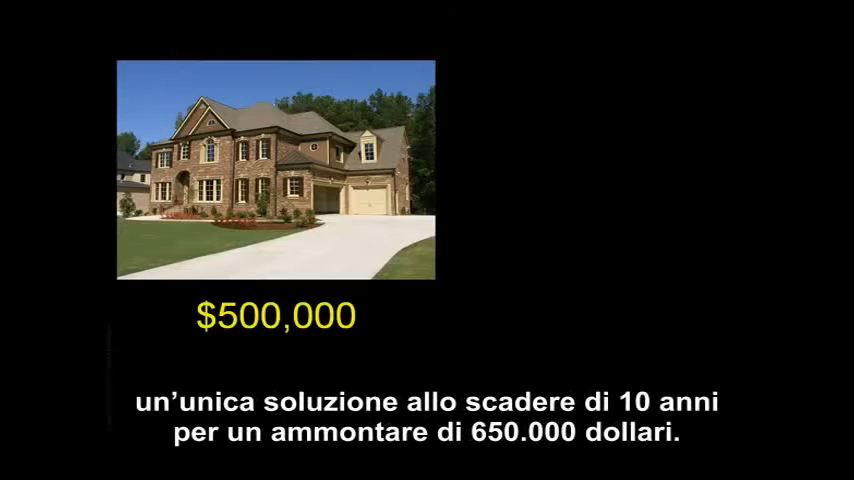 $500,000
un’unica soluzione allo scadere di 10 anni
per un ammontare di 650.000 dollari.